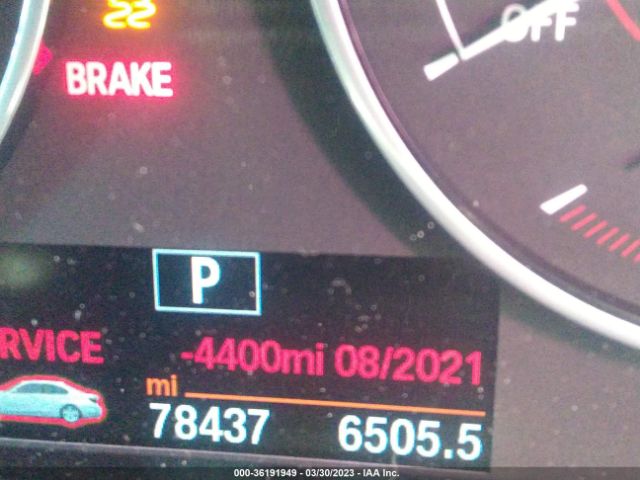 OFF
BRAKE
P
RVICE -4400mi 08/2021
mi
78437 6505.5
000-36191949 - 03/30/2023 - IAA Inc.